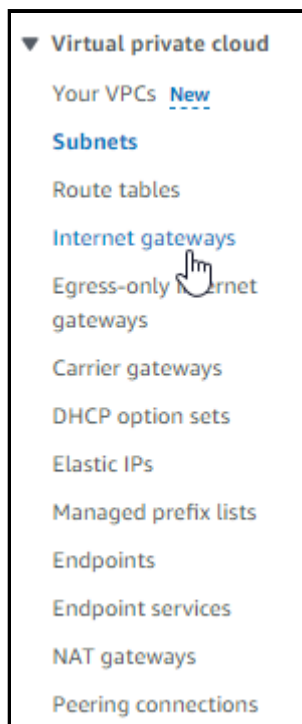 ▼ Virtual private cloud
Your VPCs New
Subnets
Route tables
Internet gateways
Egress-only Internet
gateways
Carrier gateways
DHCP option sets
Elastic IPs
Managed prefix lists
Endpoints
Endpoint services
NAT gateways
Peering connections